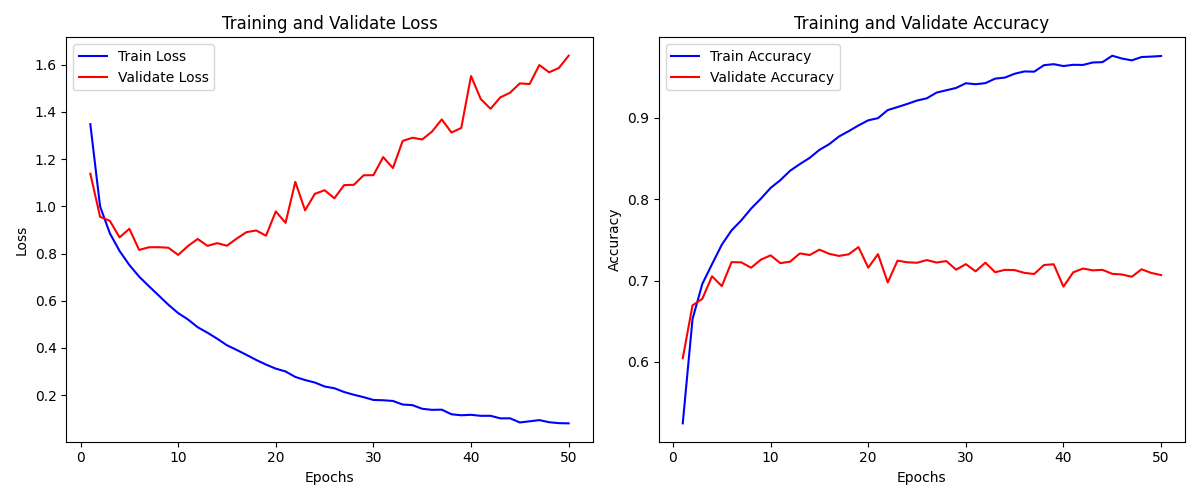 Training and Validate Loss
Train Loss
Validate Loss
Loss
1.6
1.4
1.2
1.0
0.8
0.6
0.4
0.2
0 10 20 30 40 50
Epochs
Training and Validate Accuracy
Train Accuracy
Validate Accuracy
Accuracy
0.9
0.8
0.7
0.6
0 10 20 30 40 50
Epochs